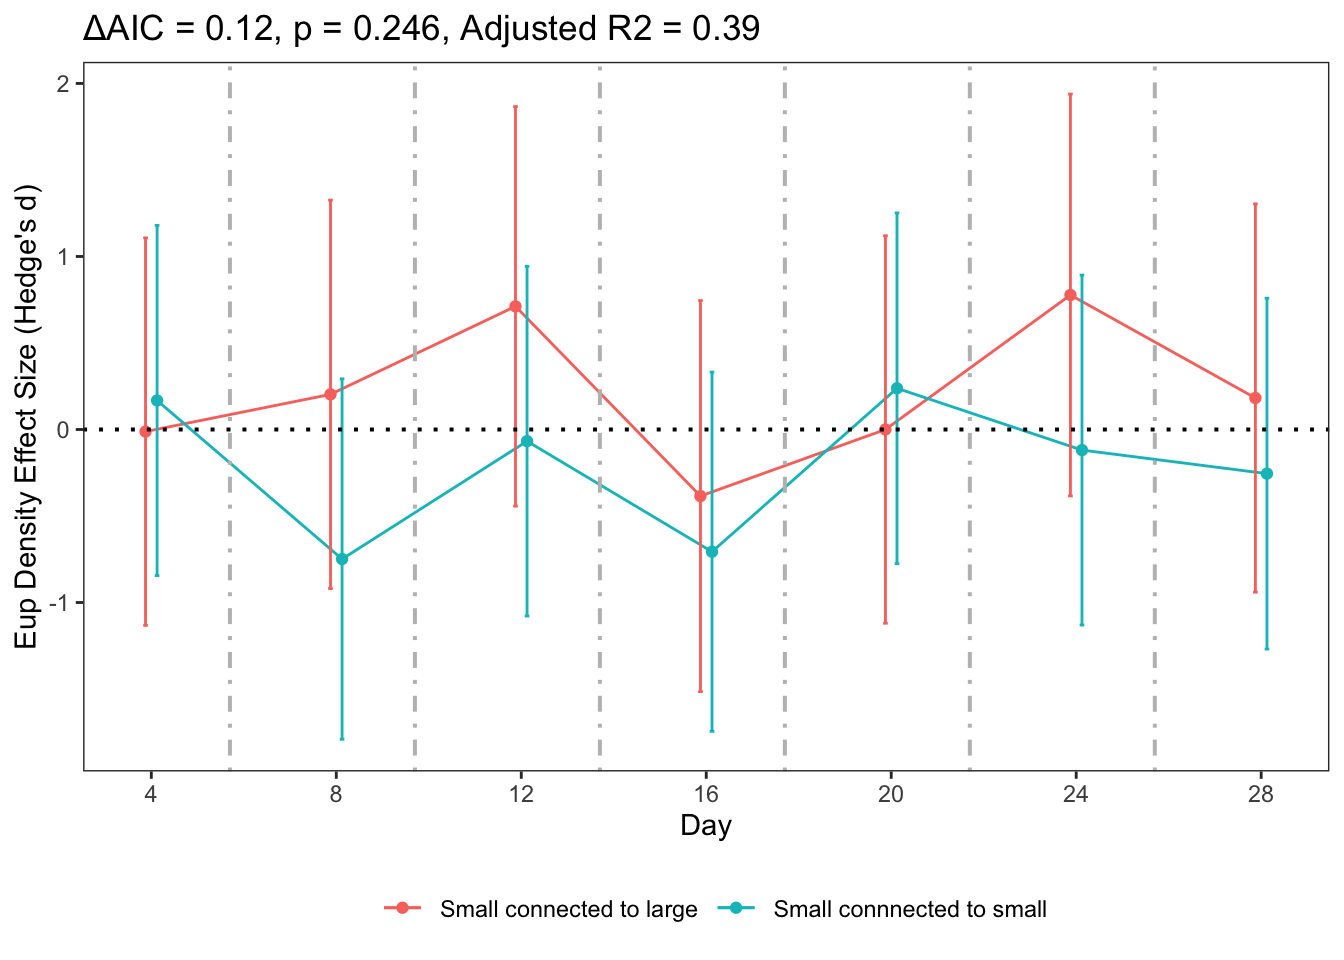 ΔAIC = 0.12, p = 0.246, Adjusted R2 = 0.39
Eup Density Effect Size (Hedge's d)
2
1
0
-1
4 8 12 16 20 24 28
Day
Small connected to large Small connnected to small